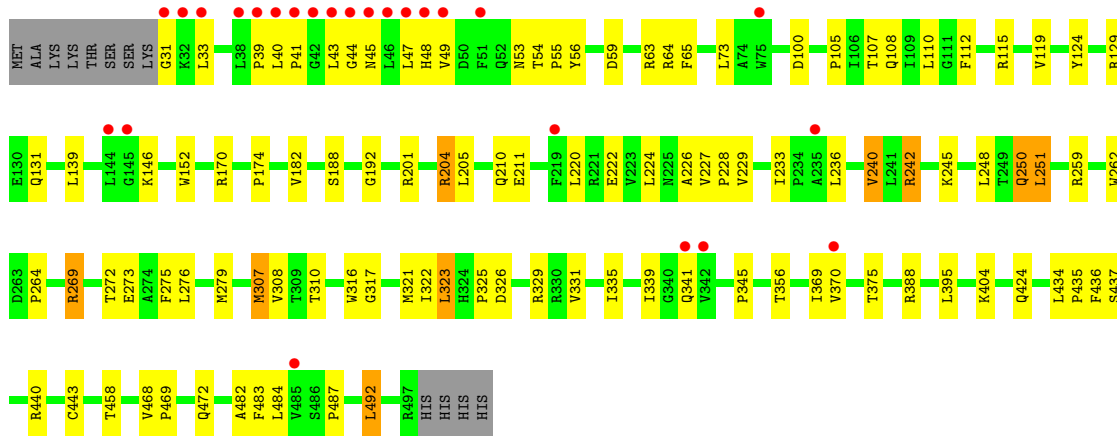 MET ALA LYS LYS THR SER SER LYS G31 K32 L33 L38 P39 L40 P41 G42 L43 G44 N45 L46 L47 H48 V49 D50 F51 Q52 N53 T54 P55 Y56 D59 R63 R64 F65 L73 A74 W75 D100 P105 I106 T107 Q108 I109 L110 G111 F112 R115 V119 Y124 R129
E130 Q131 L139 L144 G145 K146 W152 R170 P174 V182 S188 G192 R201 R204 L205 Q210 E211 F219 L220 R221 E222 V223 L224 N225 A226 V227 P228 V229 I233 P234 A235 L236 V240 L241 R242 K245 L248 T249 Q250 L251 R259 W262
D263 P264 R269 T272 E273 A274 F275 L276 M279 M307 V308 T309 T310 W316 G317 M321 I322 L323 H324 P325 D326 R329 R330 V331 I335 I339 G340 Q341 V342 P345 T356 I369 V370 T375 R388 L395 K404 Q424 L434 P435 F436 S437
R440 C443 T458 V468 P469 Q472 A482 F483 L484 V485 S486 P487 L492 R497 HIS HIS HIS HIS